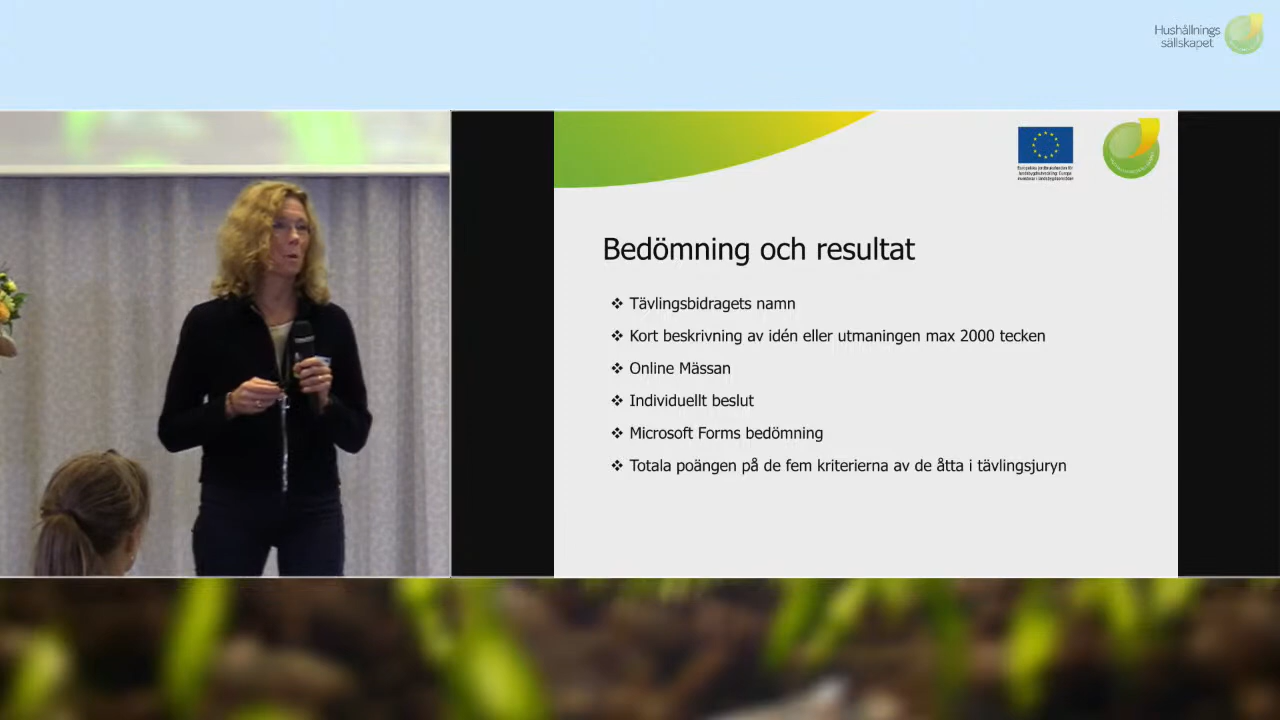 Hushållnings
sällskapet
Bedömning och resultat
❖ Tävlingsbidragets namn
❖ Kort beskrivning av idén eller utmaningen max 2000 tecken
❖ Online Mässan
❖ Individuellt beslut
❖ Microsoft Forms bedömning
❖ Totala poängen på de fem kriterierna av de åtta i tävlingsjuryn